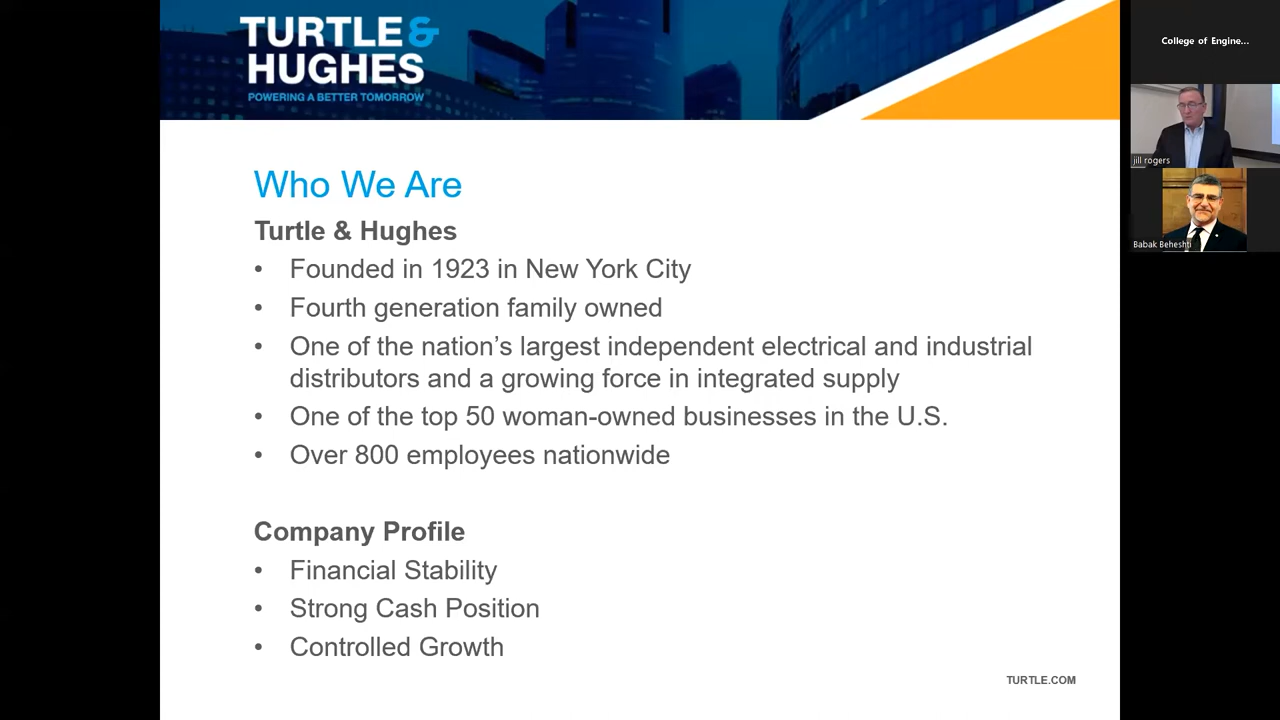 TURTLE &
HUGHES
POWERING A BETTER TOMORROW
Who We Are
Turtle & Hughes
• Founded in 1923 in New York City
• Fourth generation family owned
• One of the nation’s largest independent electrical and industrial
distributors and a growing force in integrated supply
• One of the top 50 woman-owned businesses in the U.S.
• Over 800 employees nationwide
Company Profile
• Financial Stability
• Strong Cash Position
• Controlled Growth
TURTLE.COM
College of Engine...
jill rogers
Babak Beheshti